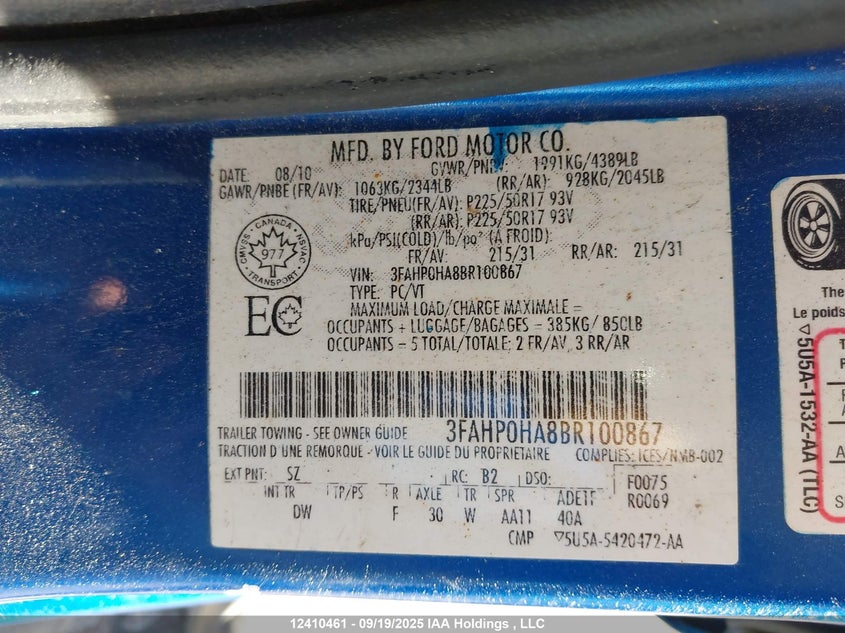 MFD. BY FORD MOTOR CO.
DATE: 08/10 GVWR/PNBV 1991KG/4389LB
GAWR/PNBE (FR/AV): 1063KG/2344LB (RR/AR): 928KG/2045LB
TIRE/PNEU(FR/AV): P225/50R17 93V
(RR/AR): P225/50R17 93V
kPa/PSI(COLD)/lb/po² (A FROID):
FR/AV: 215/31 RR/AR: 215/31
CMVSS · CANADA · NSVAC
977
TRANSPORT
VIN: 3FAHP0HA8BR100867
TYPE: PC/VT
EC
MAXIMUM LOAD/CHARGE MAXIMALE =
OCCUPANTS + LUGGAGE/BAGAGES = 385KG/ 850LB
OCCUPANTS = 5 TOTAL/TOTALE: 2 FR/AV, 3 RR/AR
3FAHP0HA8BR100867
TRAILER TOWING - SEE OWNER GUIDE
TRACTION D'UNE REMORQUE - VOIR LE GUIDE DU PROPRIETAIRE COMPLIES: ICES/NMB-002
EXT PNT: SZ RC: B2 DSO: F0075
INT TR TP/PS R AXLE TR SPR ADE1F R0069
DW F 30 W AA11 40A
CMP ▽5U5A-5420472-AA
The
Le poids
▽5U5A-1532-AA (TLC)
12410461 - 09/19/2025 IAA Holdings , LLC